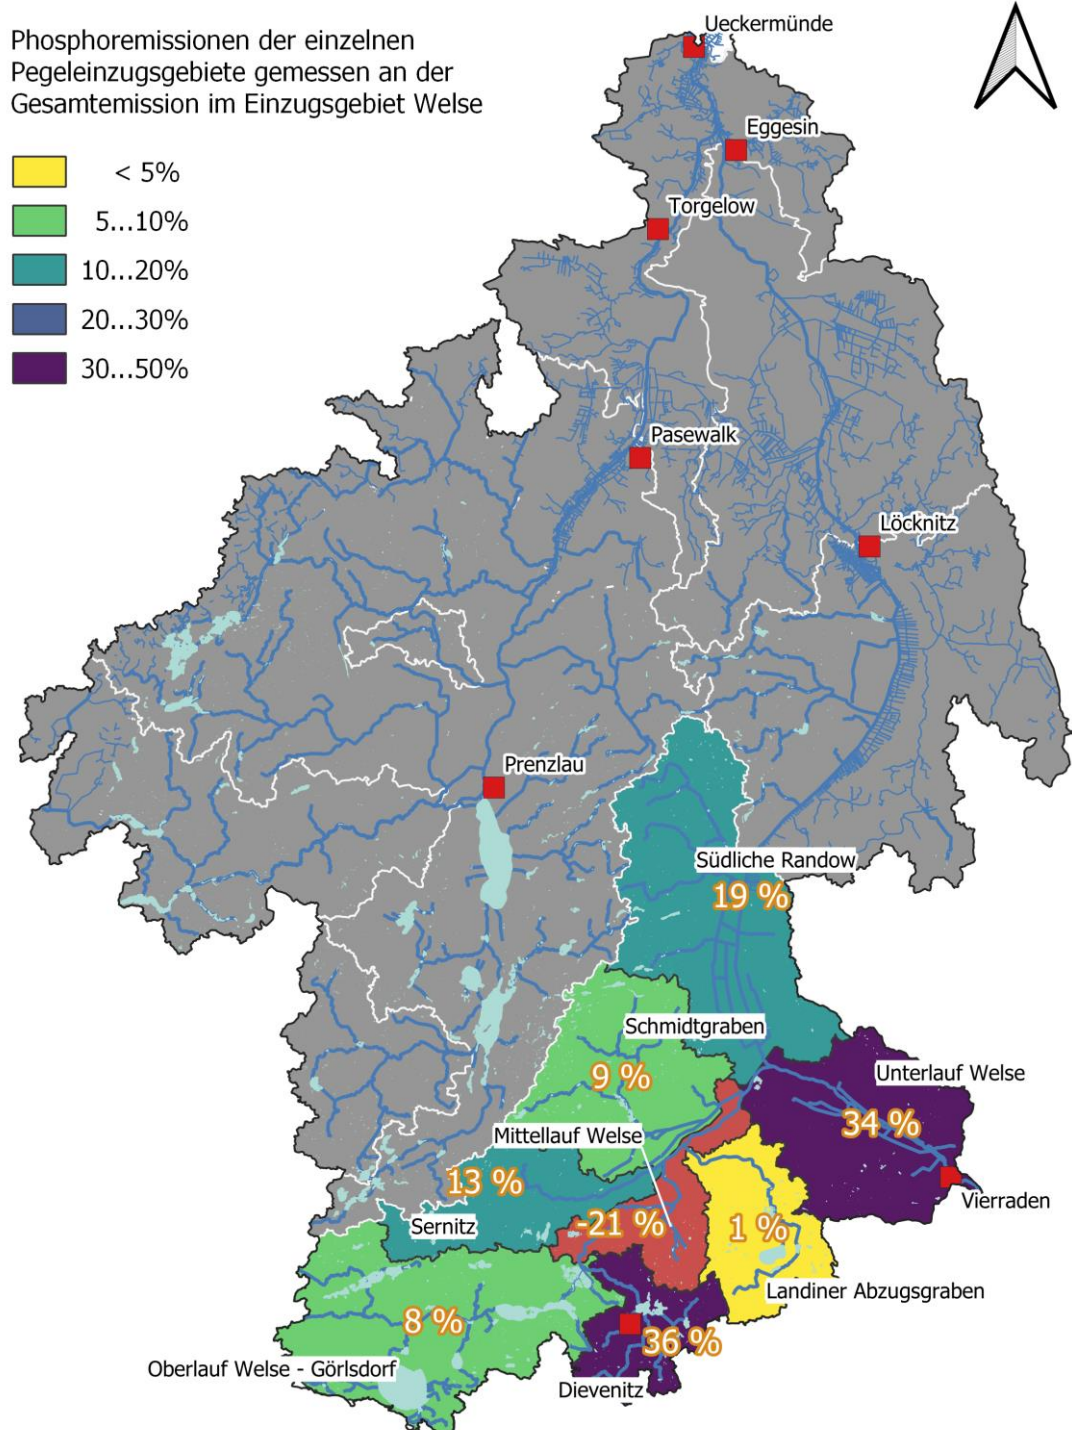 Phosphoremissionen der einzelnen
Pegeleinzugsgebiete gemessen an der
Gesamtemission im Einzugsgebiet Welse
< 5%
5...10%
10...20%
20...30%
30...50%
Ueckermünde
Eggesin
Torgelow
Pasewalk
Löcknitz
Prenzlau
Südliche Randow
19 %
Schmidtgraben
9 %
Unterlauf Welse
34 %
Mittellauf Welse
13 %
Vierraden
Sernitz
-21 %
1 %
Landiner Abzugsgraben
8 %
36 %
Oberlauf Welse - Görlsdorf
Dievenitz